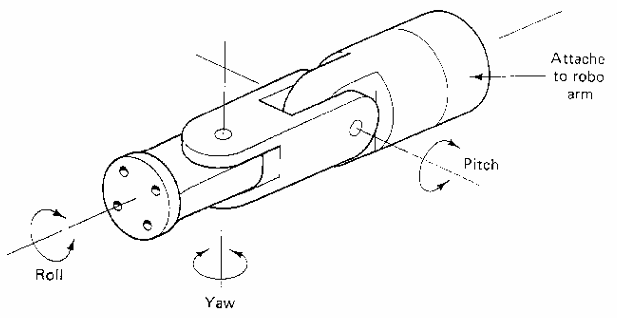 Attache
to robo
arm
Pitch
Roll
Yaw